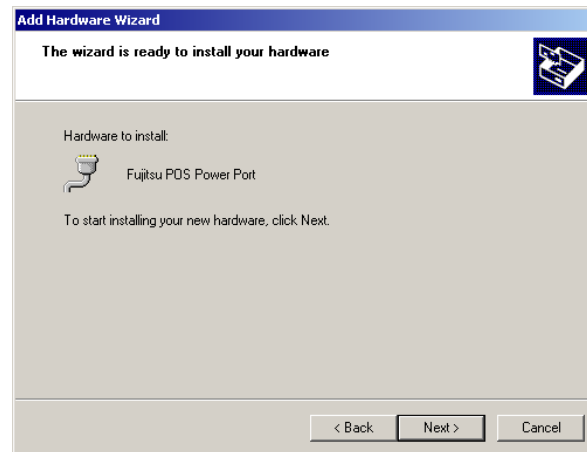 Add Hardware Wizard
The wizard is ready to install your hardware
Hardware to install:
Fujitsu POS Power Port
To start installing your new hardware, click Next.
< Back
Next >
Cancel